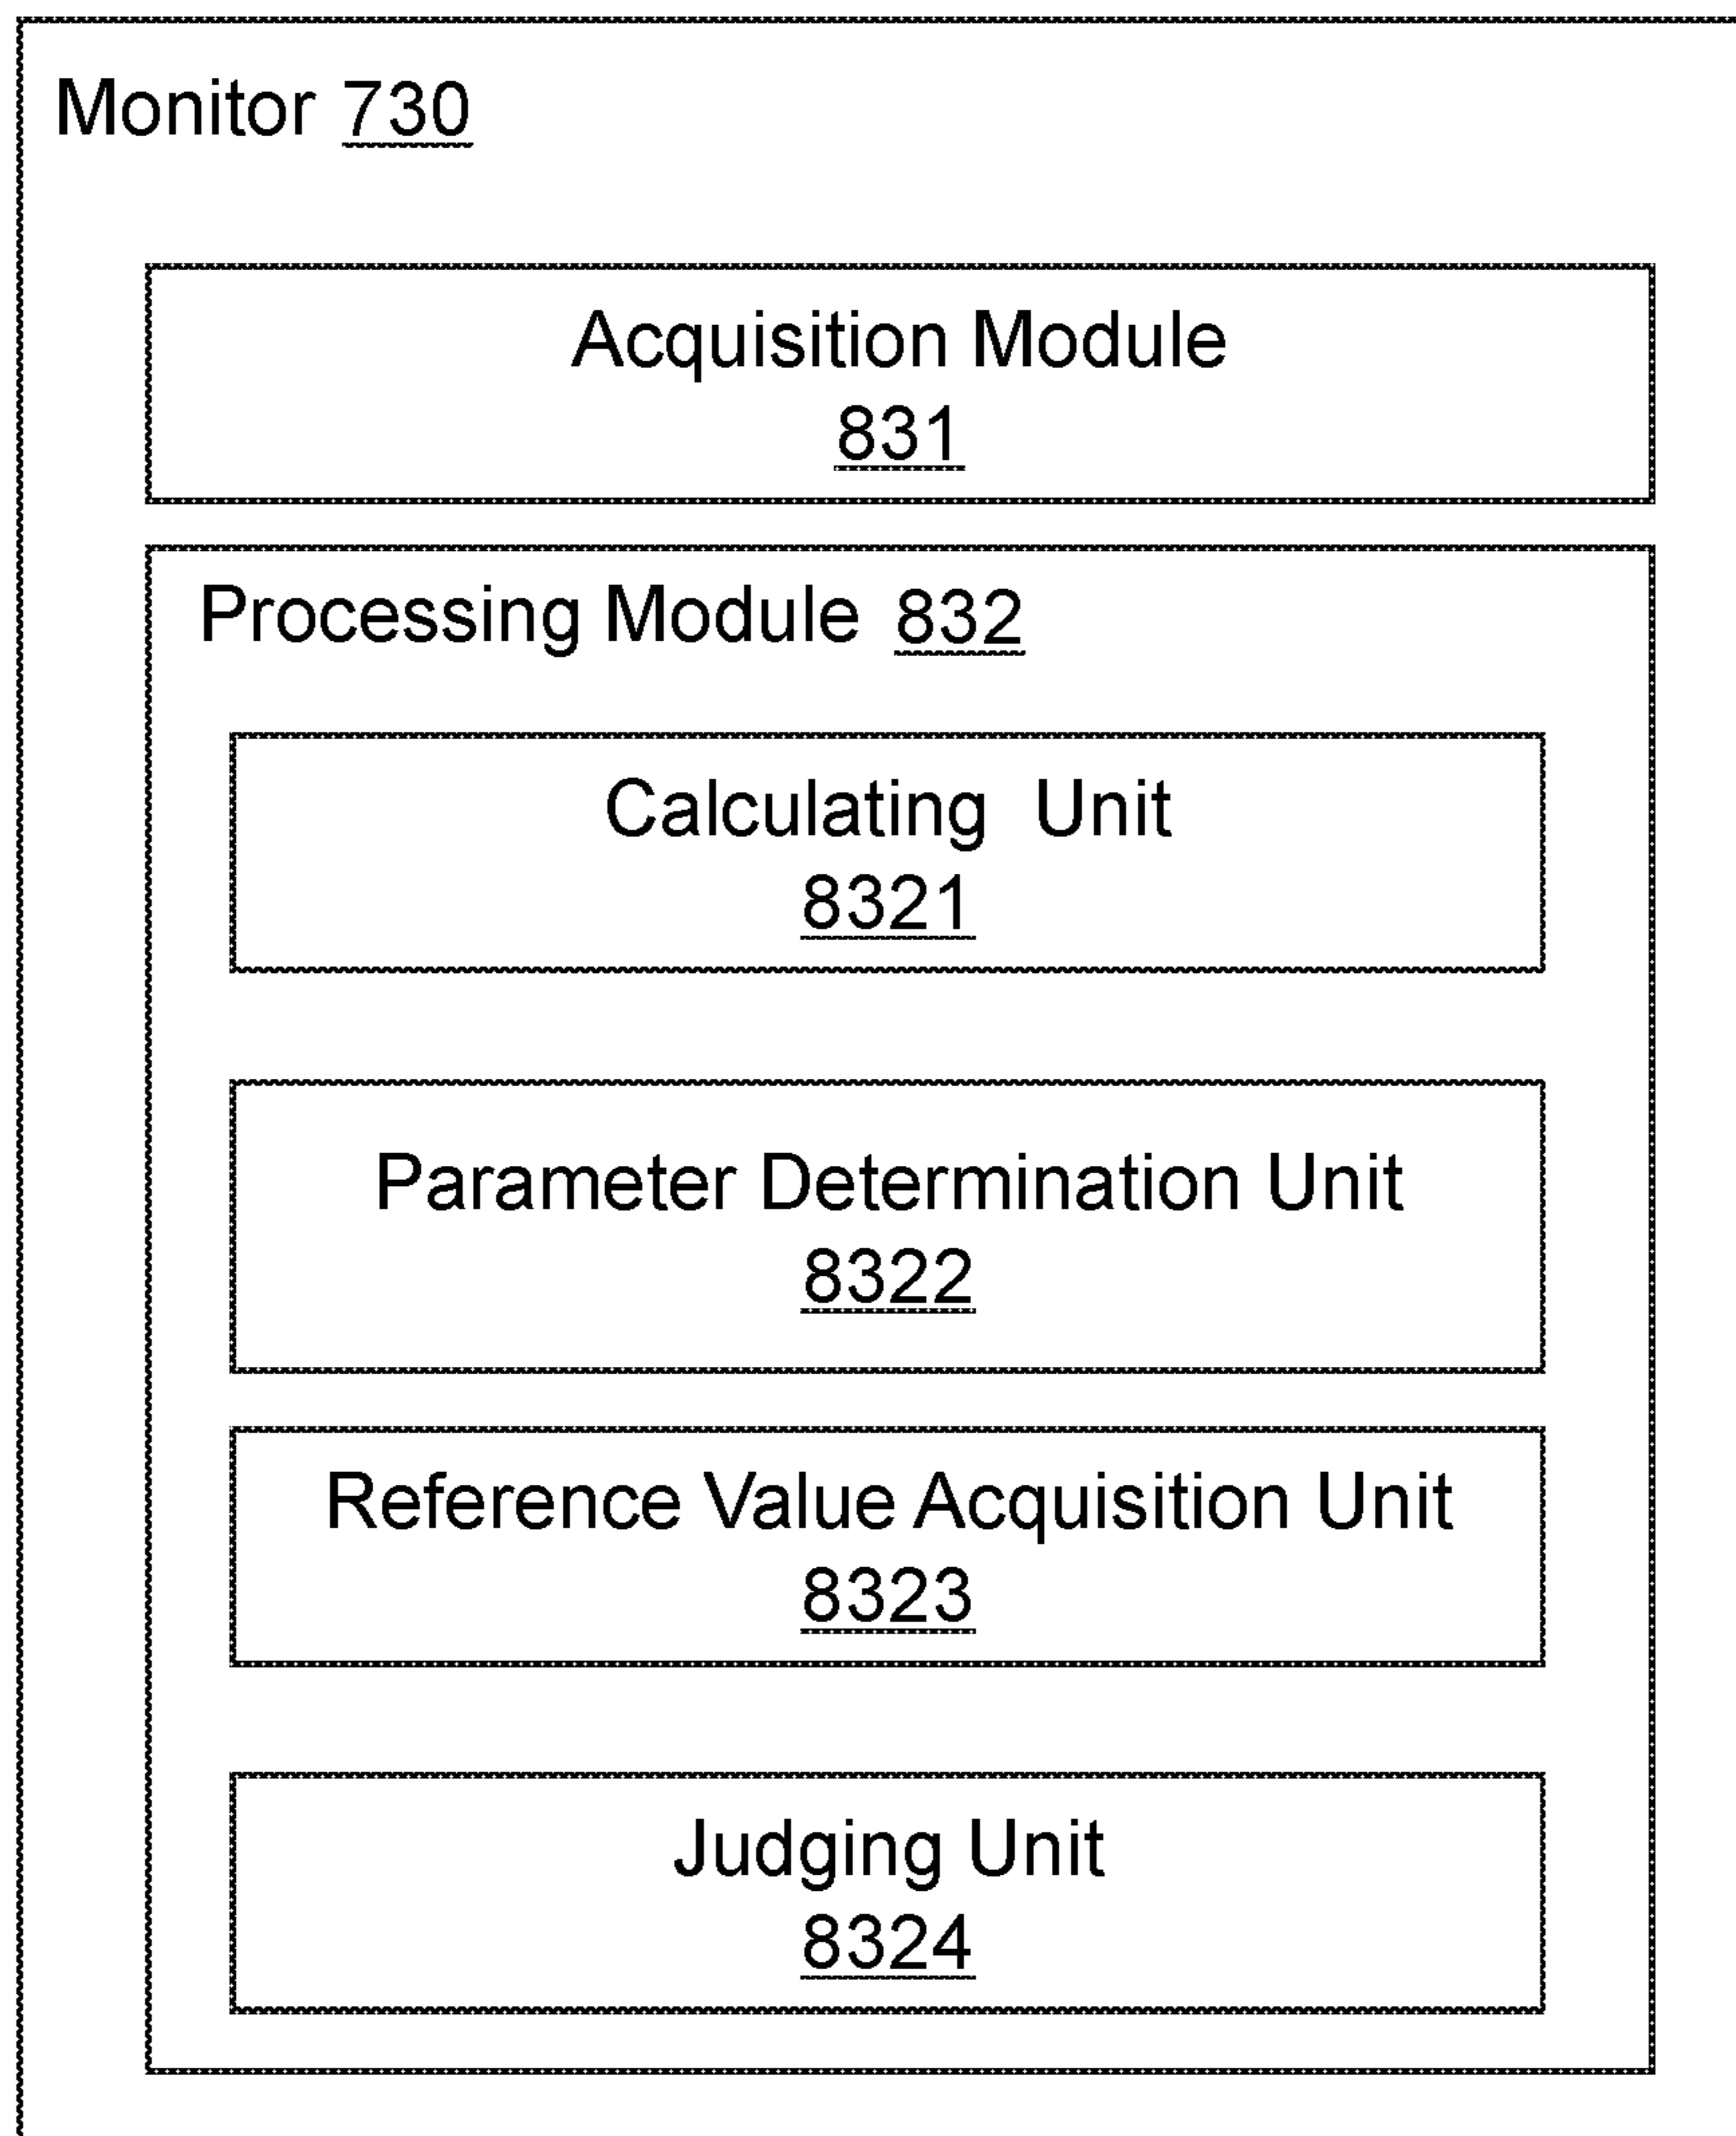 Monitor 730
Acquisition Module
831
Processing Module 832
Calculating Unit
8321
Parameter Determination Unit
8322
Reference Value Acquisition Unit
8323
Judging Unit
8324